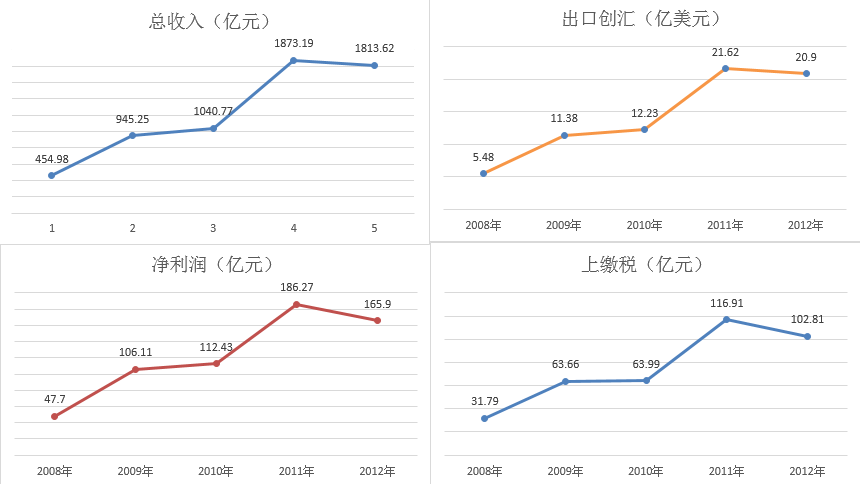 总收入（亿元）
1873.19
1813.62
1040.77
945.25
454.98
1 2 3 4 5
出口创汇（亿美元）
21.62
20.9
12.23
11.38
5.48
2008年 2009年 2010年 2011年 2012年
净利润（亿元）
186.27
165.9
112.43
106.11
47.7
2008年 2009年 2010年 2011年 2012年
上缴税（亿元）
116.91
102.81
63.66
63.99
31.79
2008年 2009年 2010年 2011年 2012年